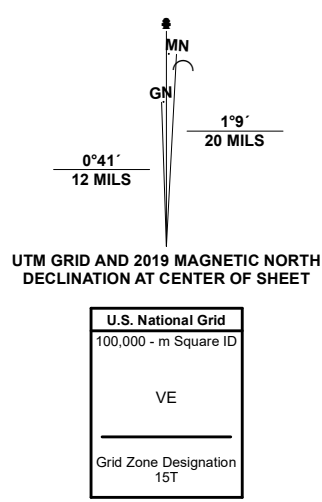 MN
GN
1°9´
20 MILS
0°41´
12 MILS
UTM GRID AND 2019 MAGNETIC NORTH
DECLINATION AT CENTER OF SHEET
U.S. National Grid
100,000 - m Square ID
VE
Grid Zone Designation
15T